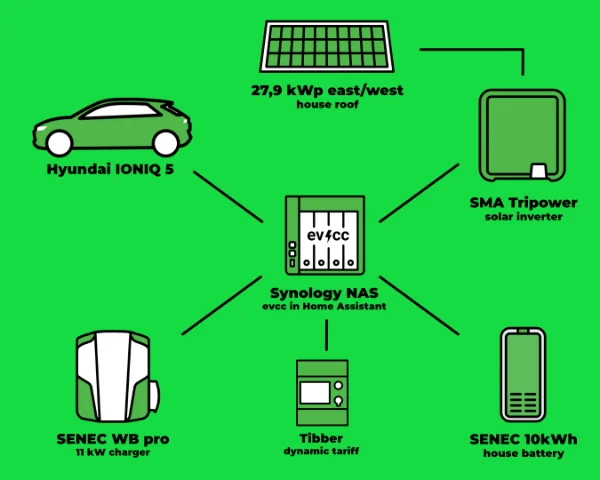 27,9 kWp east/west
house roof
Hyundai IONIQ 5
SMA Tripower
solar inverter
ev⚡cc
Synology NAS
evcc in Home Assistant
SENEC WB pro
11 kW charger
Tibber
dynamic tariff
SENEC 10kWh
house battery